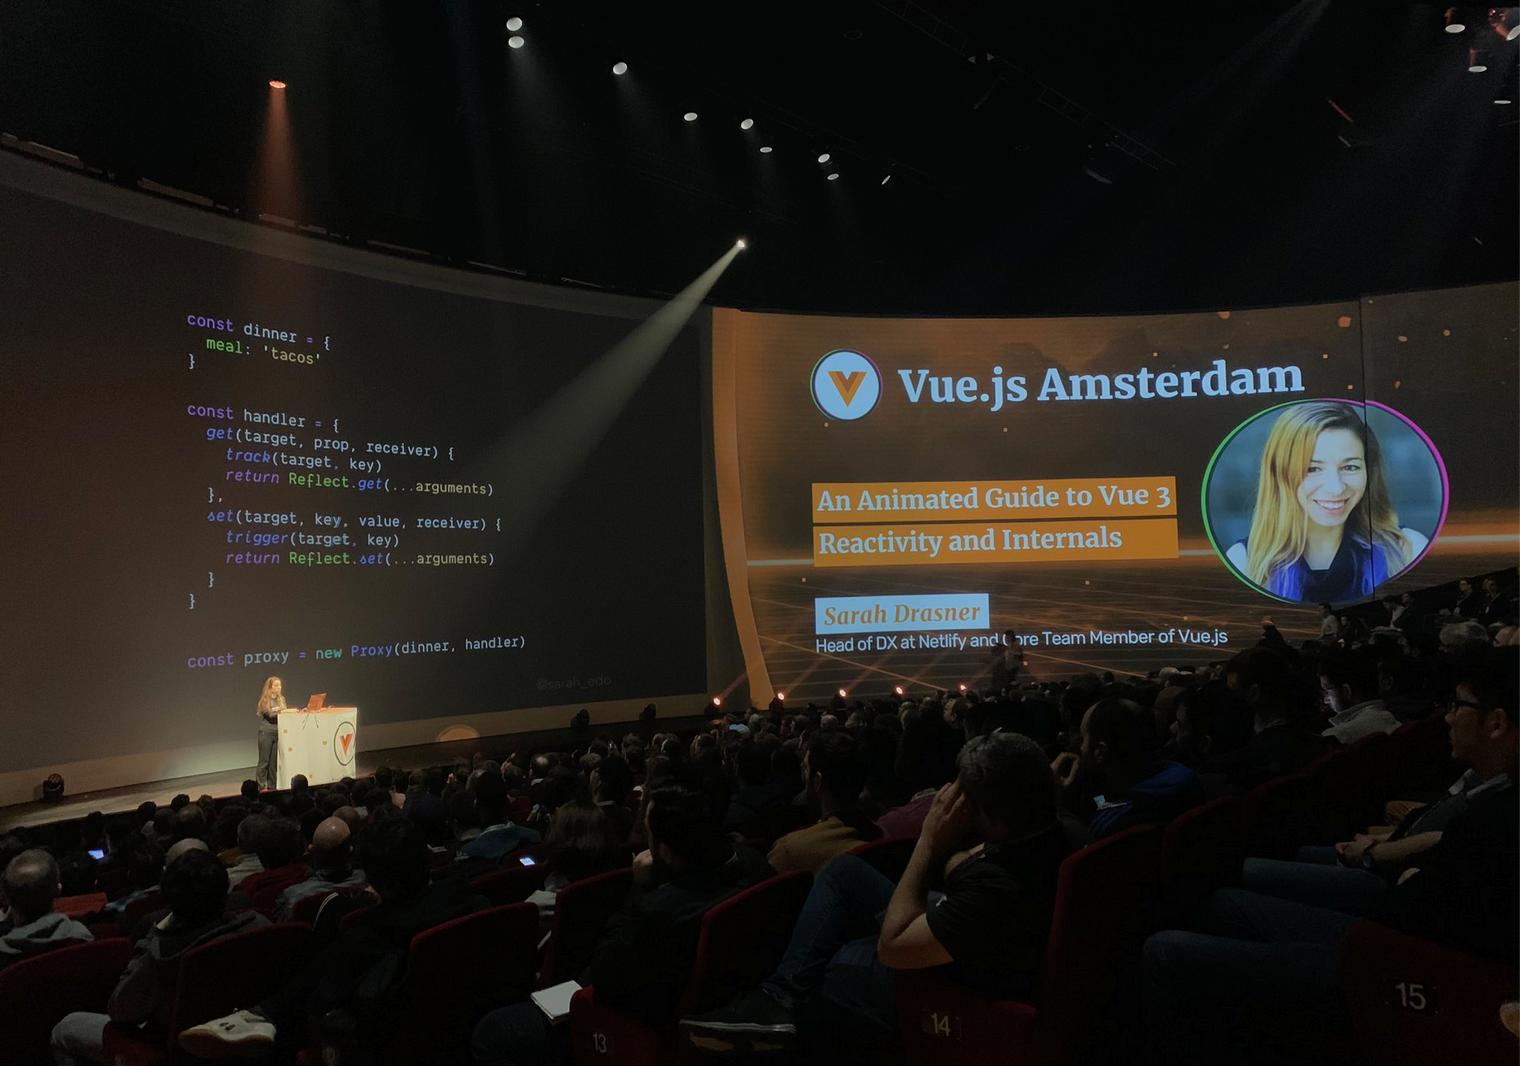 const dinner = {
meal: 'tacos'
}
const handler = {
get(target, prop, receiver) {
track(target, key)
return Reflect.get(...arguments)
},
set(target, key, value, receiver) {
trigger(target, key)
return Reflect.set(...arguments)
}
}
const proxy = new Proxy(dinner, handler)
@sarah_edo
Vue.js Amsterdam
An Animated Guide to Vue 3
Reactivity and Internals
Sarah Drasner
Head of DX at Netlify and Core Team Member of Vue.js
13
14
15